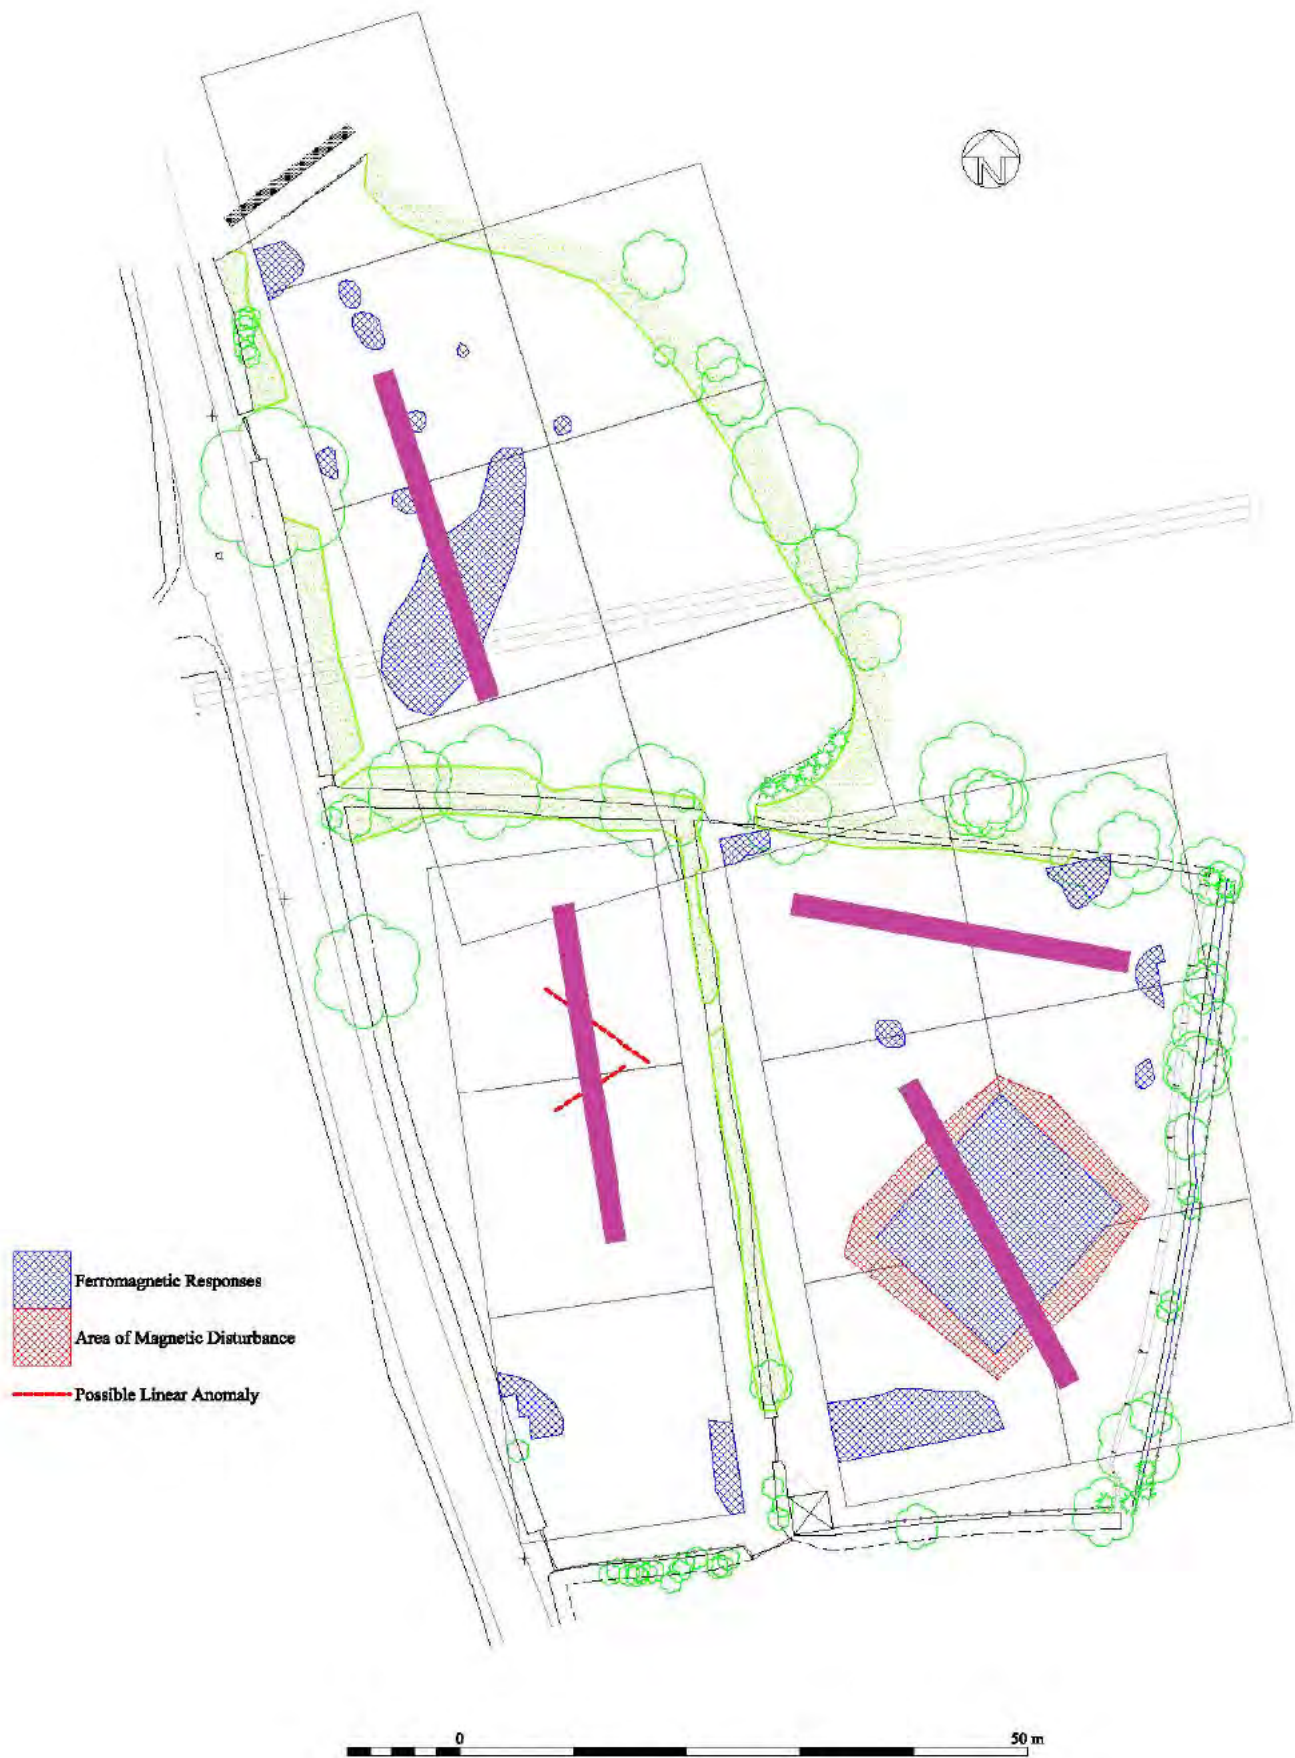 N
Ferromagnetic Responses
Area of Magnetic Disturbance
Possible Linear Anomaly
0 50 m